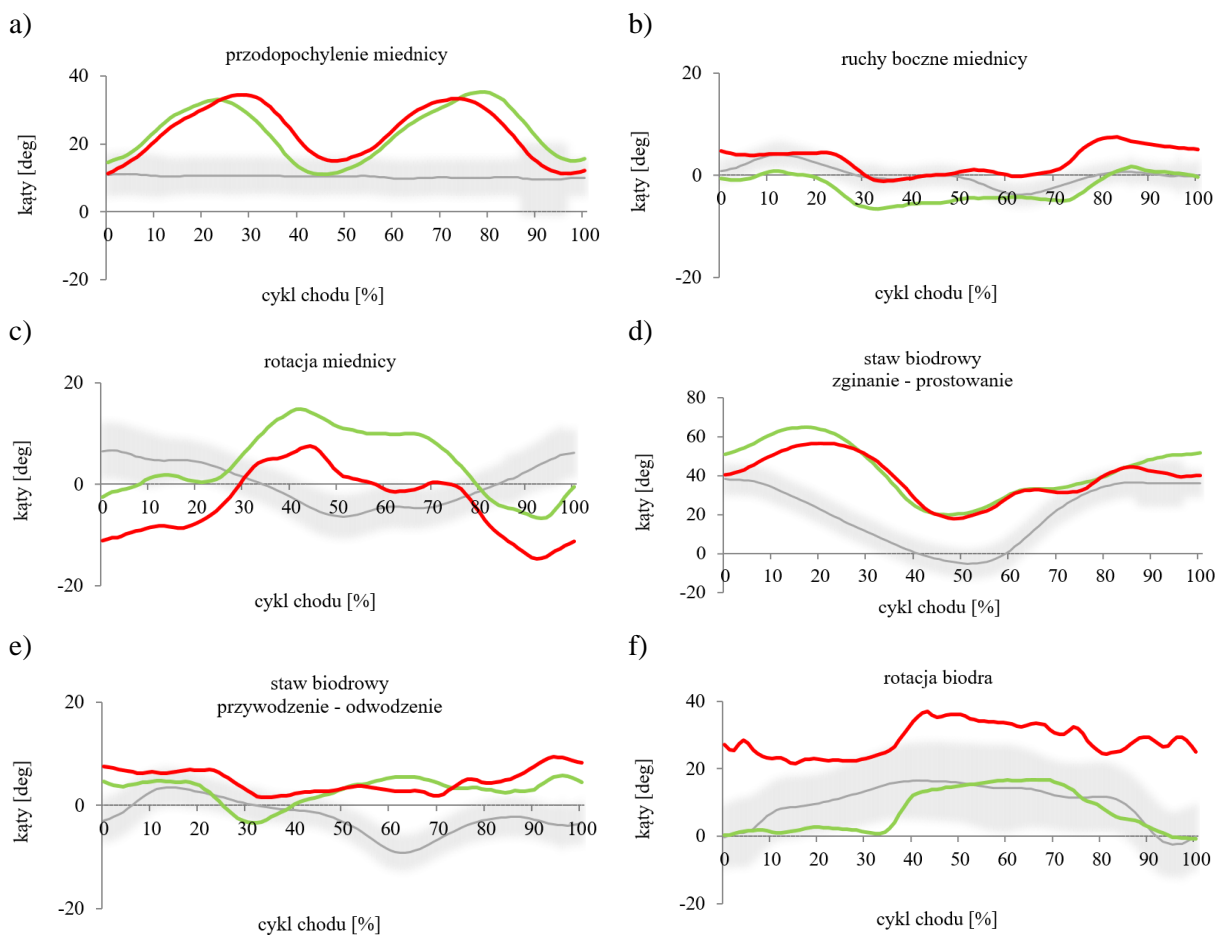 a)
przodopochylenie miednicy
40
20
0
-20
kąty [deg]
0 10 20 30 40 50 60 70 80 90 100
cykl chodu [%]
b)
ruchy boczne miednicy
20
0
-20
kąty [deg]
0 10 20 30 40 50 60 70 80 90 100
cykl chodu [%]
c)
rotacja miednicy
20
0
-20
kąty [deg]
0 10 20 30 40 50 60 70 80 90 100
cykl chodu [%]
d)
staw biodrowy
zginanie - prostowanie
80
60
40
20
0
-20
kąty [deg]
0 10 20 30 40 50 60 70 80 90 100
cykl chodu [%]
e)
staw biodrowy
przywodzenie - odwodzenie
20
0
-20
kąty [deg]
0 10 20 30 40 50 60 70 80 90 100
cykl chodu [%]
f)
rotacja biodra
40
20
0
-20
kąty [deg]
0 10 20 30 40 50 60 70 80 90 100
cykl chodu [%]